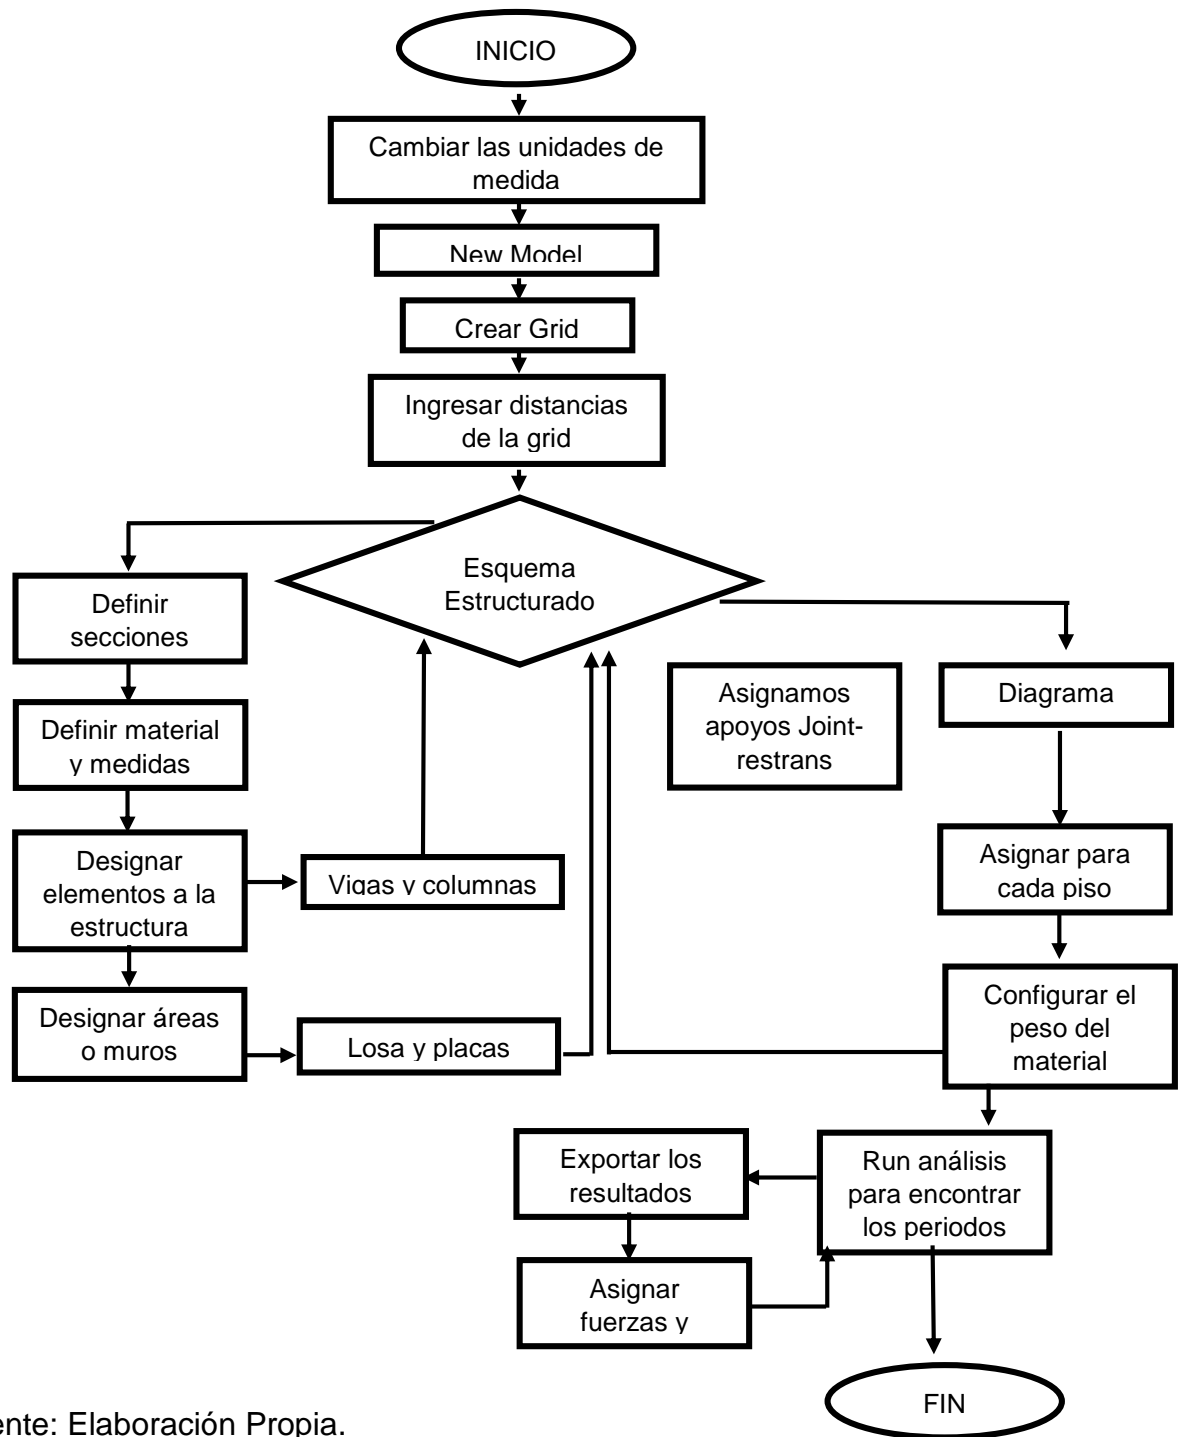 INICIO
Cambiar las unidades de
medida
New Model
Crear Grid
Ingresar distancias
de la grid
Esquema
Estructurado
Definir
secciones
Definir material
y medidas
Designar
elementos a la
estructura
Vigas y columnas
Designar áreas
o muros
Losa y placas
Asignamos
apoyos Joint-
restrans
Diagrama
Asignar para
cada piso
Configurar el
peso del
material
Run análisis
para encontrar
los periodos
Exportar los
resultados
Asignar
fuerzas y
FIN
ente: Elaboración Propia.